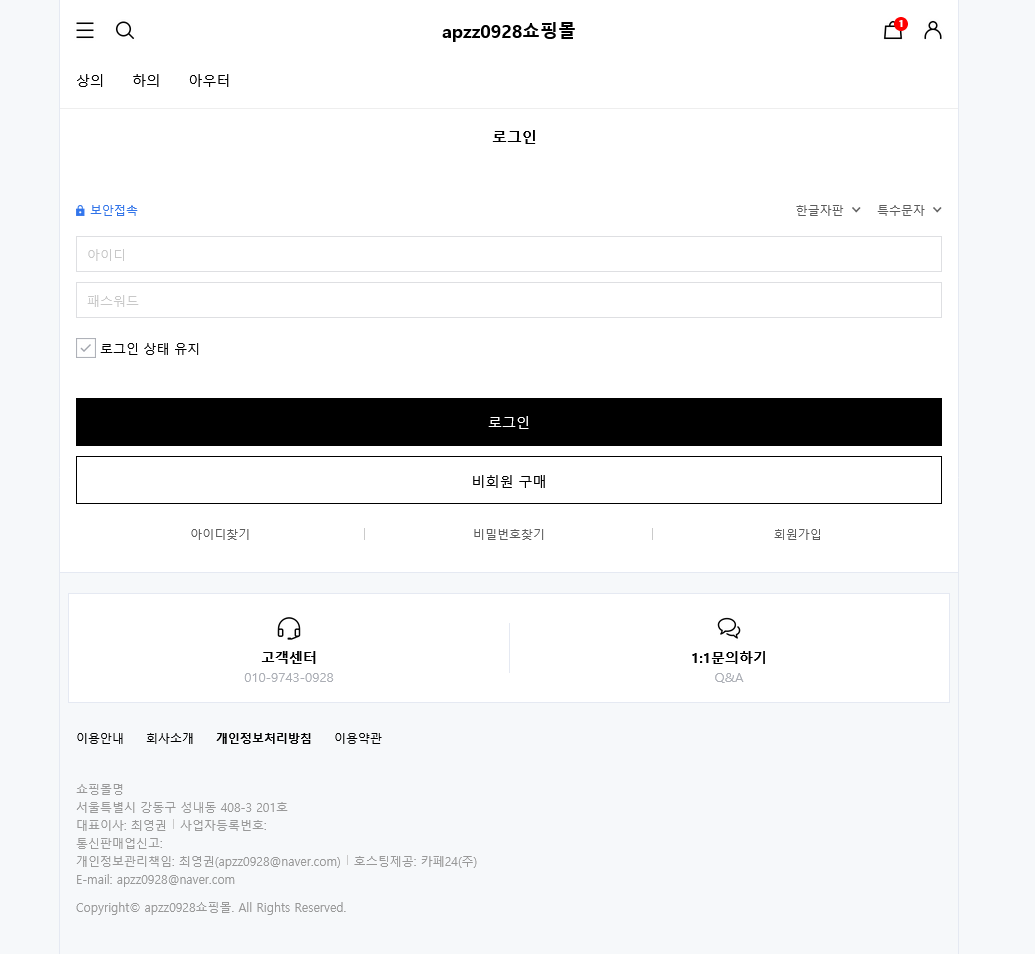 apzz0928쇼핑몰
1
상의 하의 아우터
로그인
보안접속 한글자판 특수문자
아이디
패스워드
로그인 상태 유지
로그인
비회원 구매
아이디찾기 비밀번호찾기 회원가입
고객센터
010-9743-0928
1:1문의하기
Q&A
이용안내 회사소개 개인정보처리방침 이용약관
쇼핑몰명
서울특별시 강동구 성내동 408-3 201호
대표이사: 최영권 | 사업자등록번호:
통신판매업신고:
개인정보관리책임: 최영권(apzz0928@naver.com) | 호스팅제공: 카페24(주)
E-mail: apzz0928@naver.com
Copyright© apzz0928쇼핑몰. All Rights Reserved.